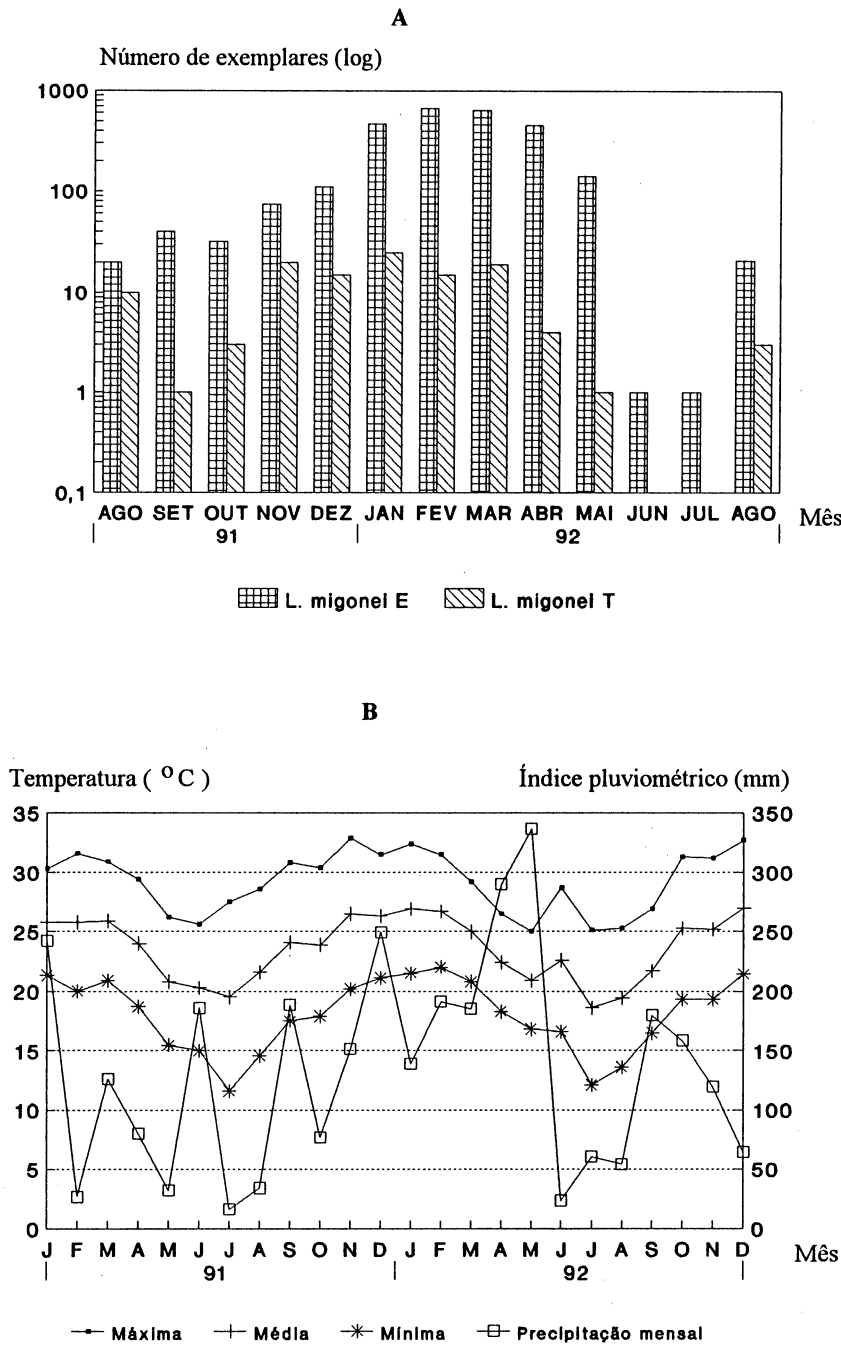 A
Número de exemplares (log)
1000
100
10
1
0,1
AGO SET OUT NOV DEZ JAN FEV MAR ABR MAI JUN JUL AGO Mês
91 92
L. migonei E L. migonei T
B
Temperatura ( °C ) Índice pluviométrico (mm)
35 350
30 300
25 250
20 200
15 150
10 100
5 50
0 0
J F M A M J J A S O N D J F M A M J J A S O N D Mês
91 92
Máxima Média Mínima Precipitação mensal